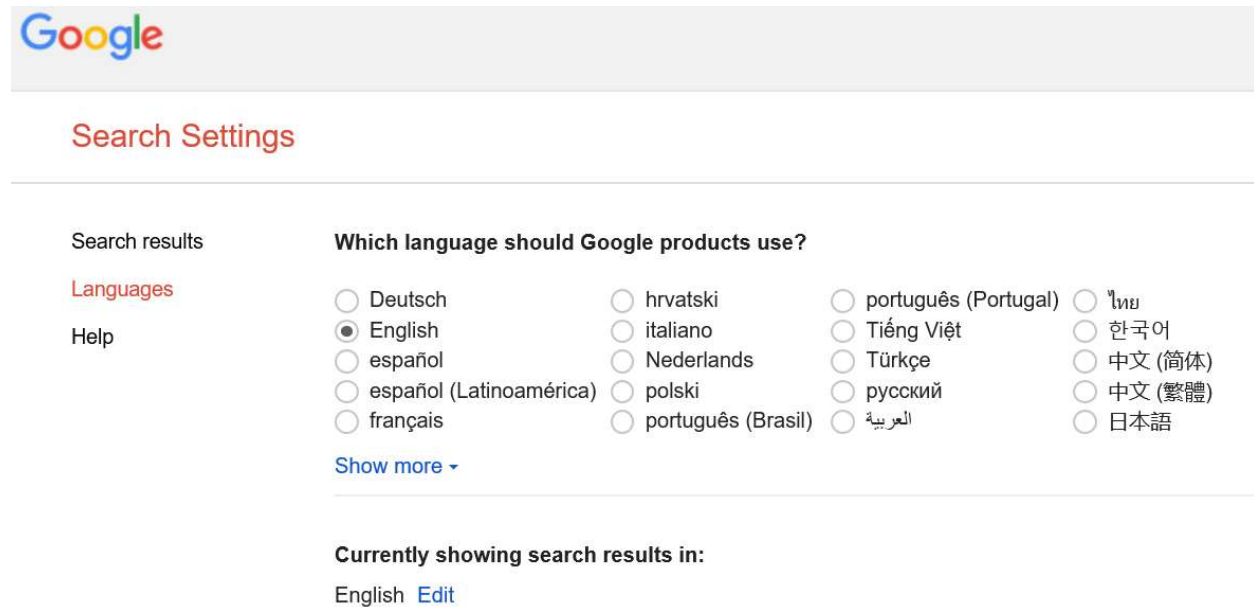 Google
Search Settings
Search results
Languages
Help
Which language should Google products use?
Deutsch
English
español
español (Latinoamérica)
français
hrvatski
italiano
Nederlands
polski
português (Brasil)
português (Portugal)
Tiếng Việt
Türkçe
русский
العربية
ไทย
한국어
中文 (简体)
中文 (繁體)
日本語
Show more
Currently showing search results in:
English Edit